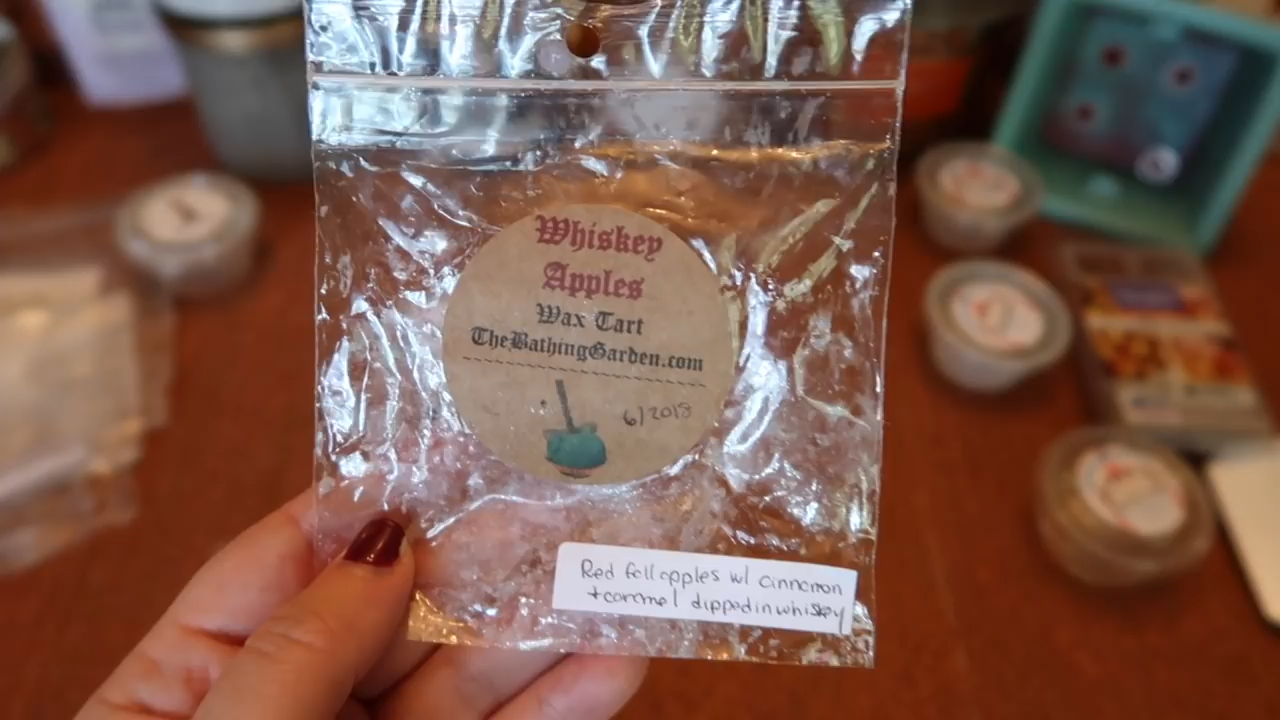 Whiskey
Apples
Wax Tart
TheBathingGarden.com
6/2018
Red fall apples w/ cinnamon
+caramel dipped in whiskey